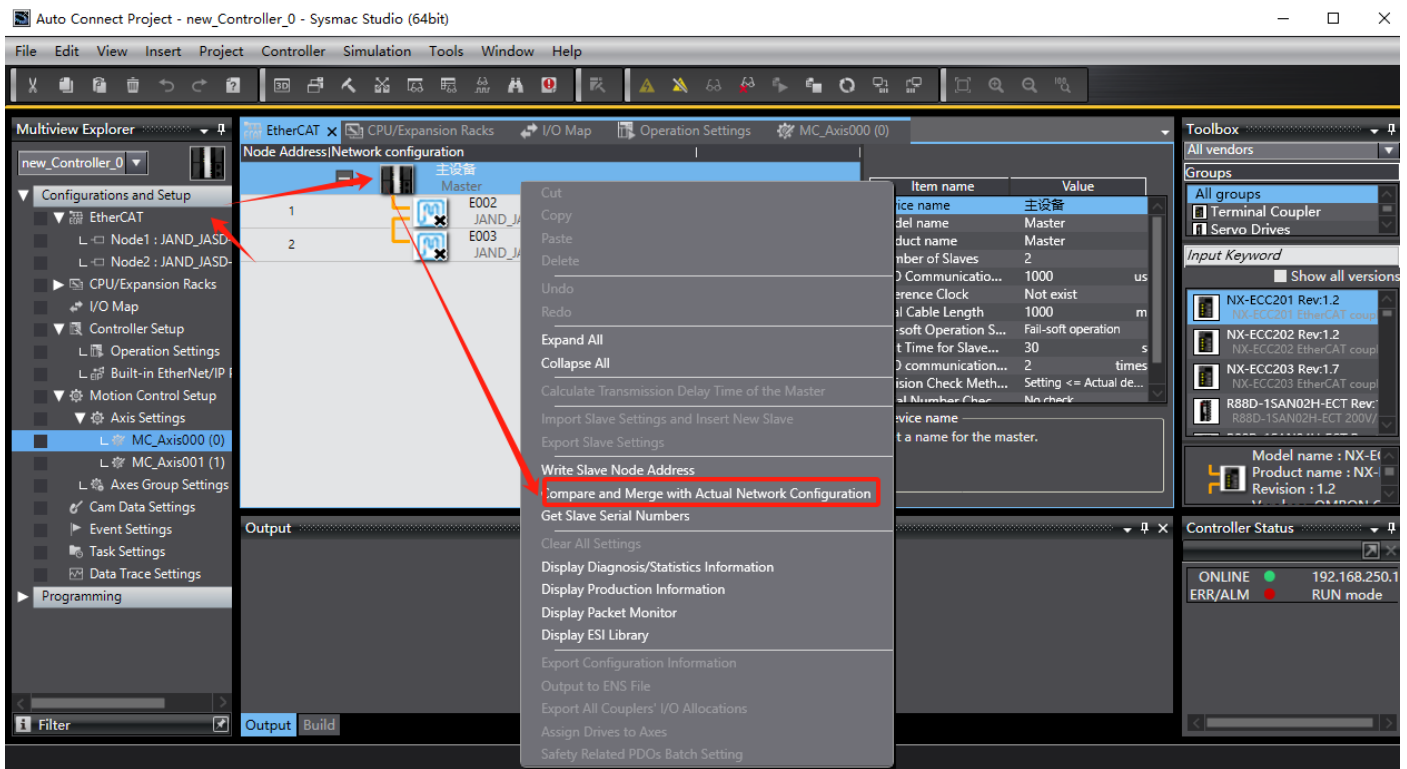 Auto Connect Project - new_Controller_0 - Sysmac Studio (64bit)
File Edit View Insert Project Controller Simulation Tools Window Help
Multiview Explorer
new_Controller_0
Configurations and Setup
EtherCAT
Node1 : JAND_JASD-
Node2 : JAND_JASD-
CPU/Expansion Racks
I/O Map
Controller Setup
Operation Settings
Built-in EtherNet/IP
Motion Control Setup
Axis Settings
MC_Axis000 (0)
MC_Axis001 (1)
Axes Group Settings
Cam Data Settings
Event Settings
Task Settings
Data Trace Settings
Programming
Filter
EtherCAT CPU/Expansion Racks I/O Map Operation Settings MC_Axis000 (0)
Node Address|Network configuration
主设备
Master
1 E002
JAND_JA
2 E003
JAND_JA
Cut
Copy
Paste
Delete
Undo
Redo
Expand All
Collapse All
Calculate Transmission Delay Time of the Master
Import Slave Settings and Insert New Slave
Export Slave Settings
Write Slave Node Address
Compare and Merge with Actual Network Configuration
Get Slave Serial Numbers
Clear All Settings
Display Diagnosis/Statistics Information
Display Production Information
Display Packet Monitor
Display ESI Library
Export Configuration Information
Output to ENS File
Export All Couplers' I/O Allocations
Assign Drives to Axes
Safety Related PDOs Batch Setting
Item name Value
ice name 主设备
del name Master
duct name Master
mber of Slaves 2
O Communicatio... 1000 us
erence Clock Not exist
al Cable Length 1000 m
-soft Operation S... Fail-soft operation
t Time for Slave... 30 s
O communication... 2 times
ision Check Meth... Setting <= Actual de...
al Number Chec No check
evice name
t a name for the master.
Output
Output Build
Toolbox
All vendors
Groups
All groups
Terminal Coupler
Servo Drives
Input Keyword
Show all versions
NX-ECC201 Rev:1.2
NX-ECC201 EtherCAT coupl
NX-ECC202 Rev:1.2
NX-ECC202 EtherCAT coupl
NX-ECC203 Rev:1.7
NX-ECC203 EtherCAT coupl
R88D-1SAN02H-ECT Rev:
R88D-1SAN02H-ECT 200V/
Model name : NX-E
Product name : NX-
Revision : 1.2
Controller Status
ONLINE 192.168.250.1
ERR/ALM RUN mode